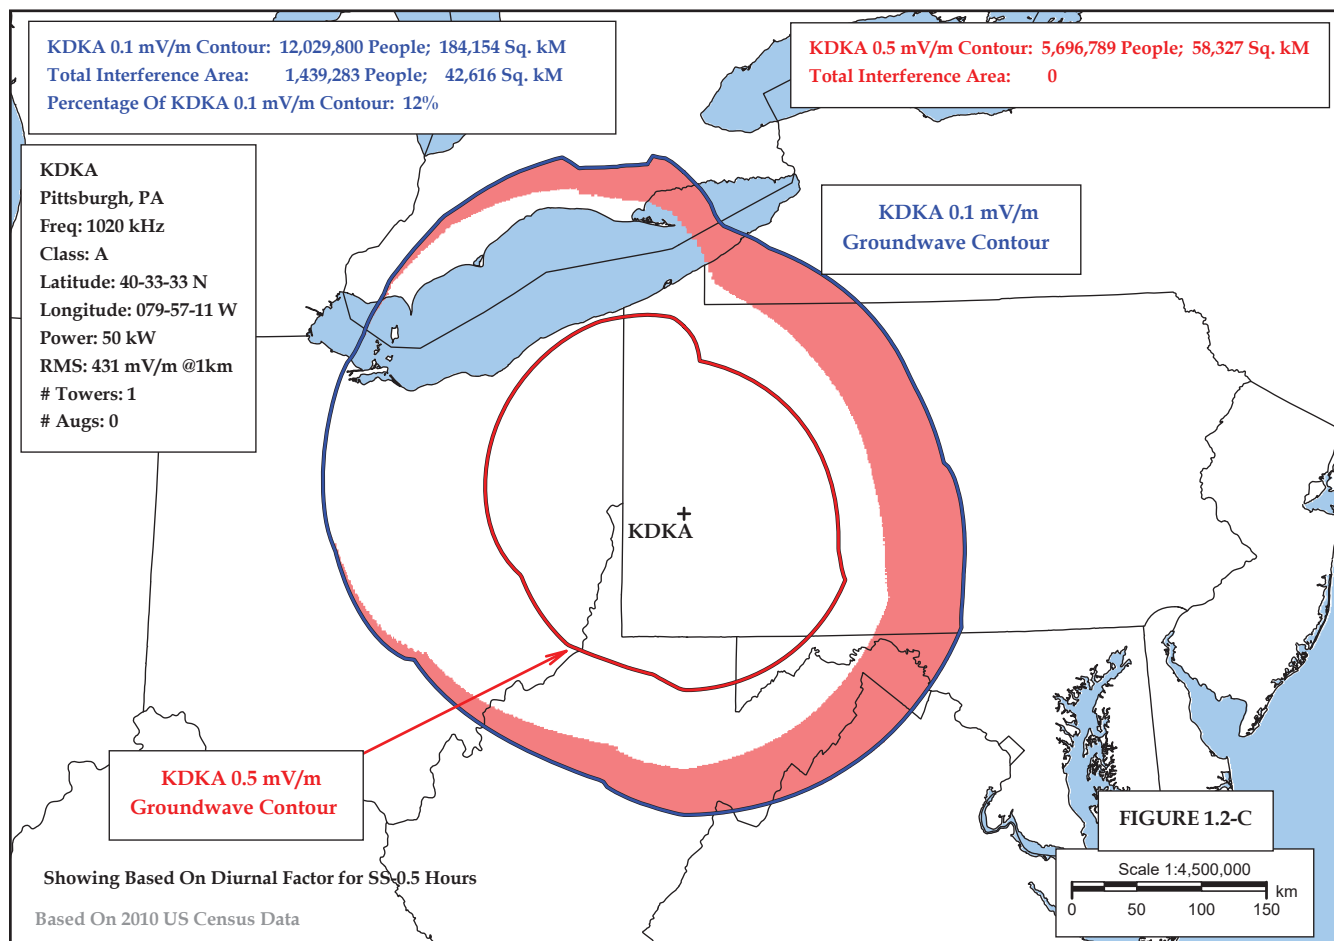 KDKA 0.1 mV/m Contour: 12,029,800 People; 184,154 Sq. kM
Total Interference Area: 1,439,283 People; 42,616 Sq. kM
Percentage Of KDKA 0.1 mV/m Contour: 12%
KDKA 0.5 mV/m Contour: 5,696,789 People; 58,327 Sq. kM
Total Interference Area: 0
KDKA
Pittsburgh, PA
Freq: 1020 kHz
Class: A
Latitude: 40-33-33 N
Longitude: 079-57-11 W
Power: 50 kW
RMS: 431 mV/m @1km
# Towers: 1
# Augs: 0
KDKA 0.1 mV/m
Groundwave Contour
KDKA
KDKA 0.5 mV/m
Groundwave Contour
FIGURE 1.2-C
Scale 1:4,500,000
km
0 50 100 150
Showing Based On Diurnal Factor for SS-0.5 Hours
Based On 2010 US Census Data